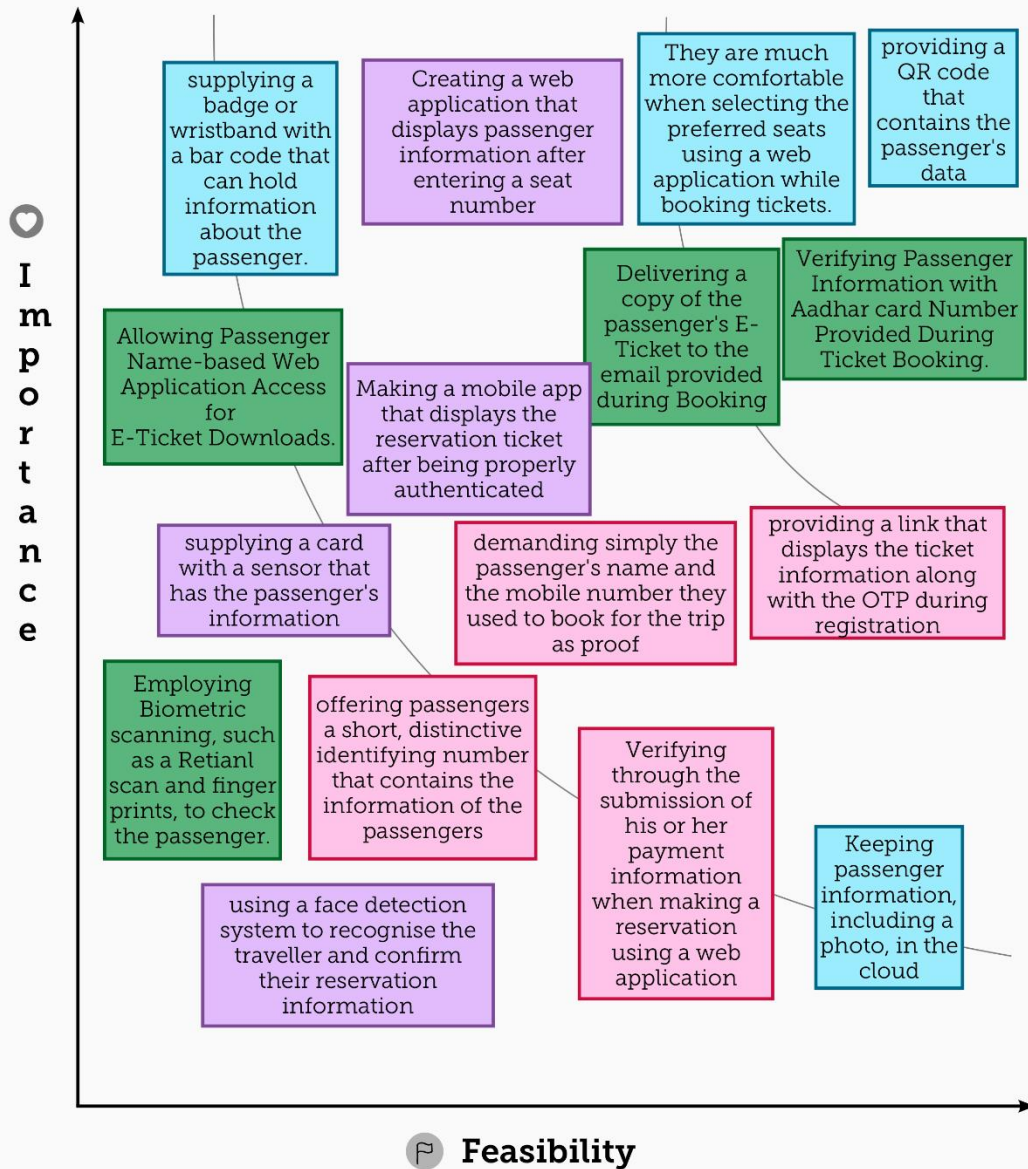 supplying a
badge or
wristband with
a bar code that
can hold
information
about the
passenger.
Creating a web
application that
displays passenger
information after
entering a seat
number
They are much
more comfortable
when selecting the
preferred seats
using a web
application while
booking tickets.
providing a
QR code
that
contains the
passenger's
data
Importance
Allowing Passenger
Name-based Web
Application Access
for
E-Ticket Downloads.
Making a mobile app
that displays the
reservation ticket
after being properly
authenticated
Delivering a
copy of the
passenger's E-
Ticket to the
email provided
during Booking
Verifying Passenger
Information with
Aadhar card Number
Provided During
Ticket Booking.
supplying a card
with a sensor that
has the passenger's
information
demanding simply the
passenger's name and
the mobile number they
used to book for the trip
as proof
providing a link that
displays the ticket
information along
with the OTP during
registration
Employing
Biometric
scanning, such
as a Retianl
scan and finger
prints, to check
the passenger.
offering passengers
a short, distinctive
identifying number
that contains the
information of the
passengers
Verifying
through the
submission of
his or her
payment
information
when making a
reservation
using a web
application
Keeping
passenger
information,
including a
photo, in the
cloud
using a face detection
system to recognise the
traveller and confirm
their reservation
information
Feasibility